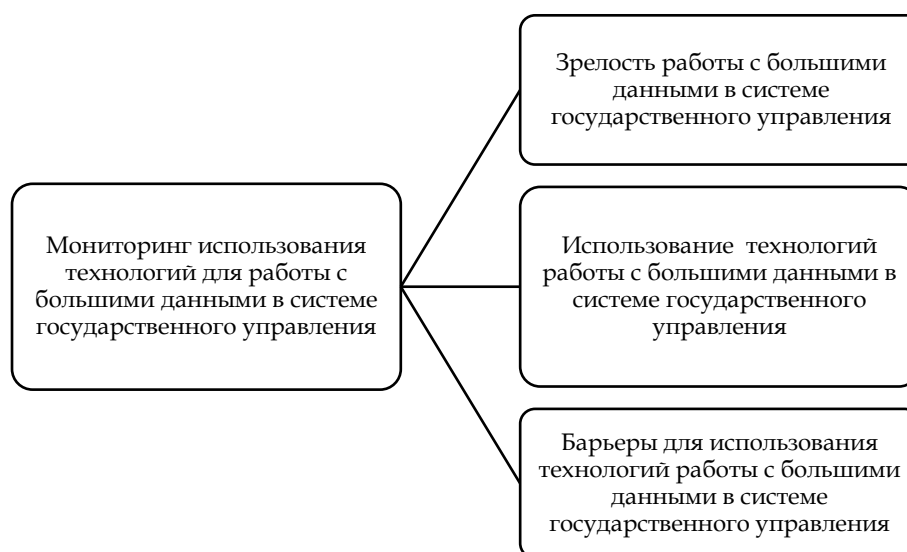 Мониторинг использования
технологий для работы с
большими данными в системе
государственного управления
Зрелость работы с большими
данными в системе
государственного управления
Использование технологий
работы с большими данными в
системе государственного
управления
Барьеры для использования
технологий работы с большими
данными в системе
государственного управления